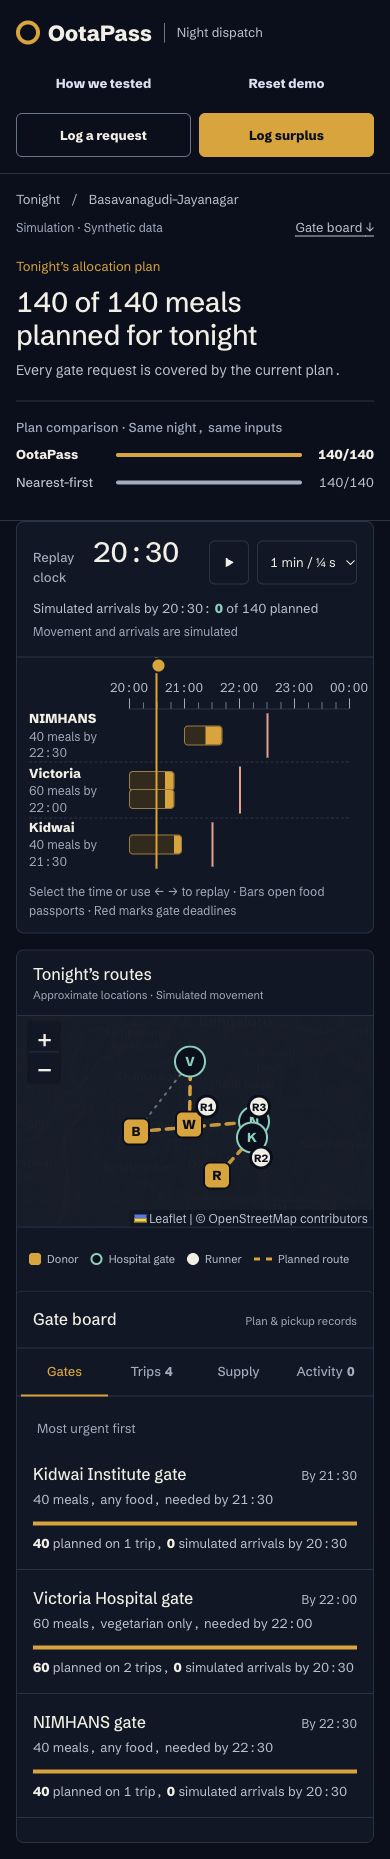 OotaPass
Night dispatch
How we tested
Reset demo
Log a request
Log surplus
Tonight / Basavanagudi–Jayanagar
Simulation · Synthetic data
Gate board ↓
Tonight's allocation plan
140 of 140 meals
planned for tonight
Every gate request is covered by the current plan.
Plan comparison · Same night, same inputs
OotaPass 140/140
Nearest-first 140/140
Replay
clock
20:30
1 min / ¼ s
Simulated arrivals by 20:30: 0 of 140 planned
Movement and arrivals are simulated
20:00 21:00 22:00 23:00 00:00
NIMHANS
40 meals by
22:30
Victoria
60 meals by
22:00
Kidwai
40 meals by
21:30
Select the time or use ← → to replay · Bars open food
passports · Red marks gate deadlines
Tonight's routes
Approximate locations · Simulated movement
+
−
V
R1
R3
B
W
K
R2
R
Leaflet | © OpenStreetMap contributors
Donor
Hospital gate
Runner
Planned route
Gate board
Plan & pickup records
Gates
Trips 4
Supply
Activity 0
Most urgent first
Kidwai Institute gate
By 21:30
40 meals, any food, needed by 21:30
40 planned on 1 trip, 0 simulated arrivals by 20:30
Victoria Hospital gate
By 22:00
60 meals, vegetarian only, needed by 22:00
60 planned on 2 trips, 0 simulated arrivals by 20:30
NIMHANS gate
By 22:30
40 meals, any food, needed by 22:30
40 planned on 1 trip, 0 simulated arrivals by 20:30